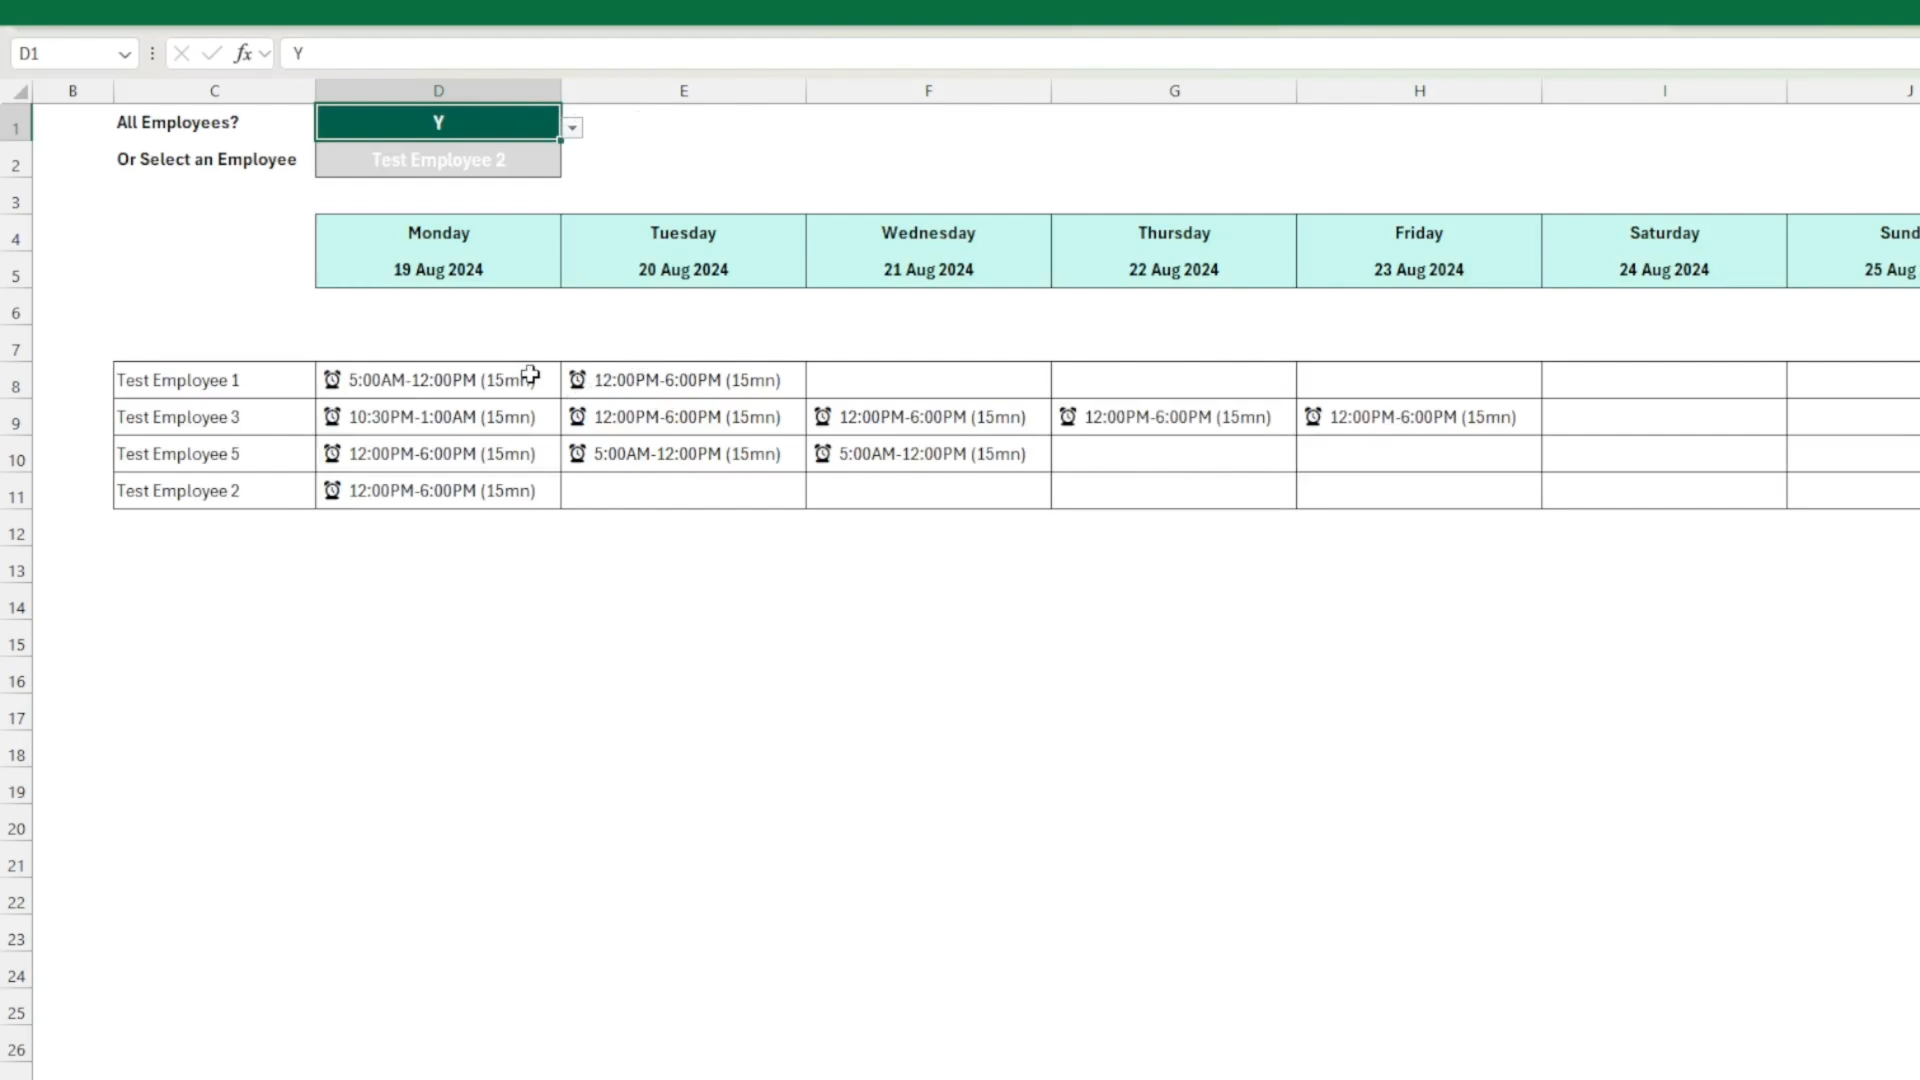 D1 fx Y
B C D E F G H I J
1 All Employees? Y
2 Or Select an Employee Test Employee 2
3
4 Monday Tuesday Wednesday Thursday Friday Saturday Sund
5 19 Aug 2024 20 Aug 2024 21 Aug 2024 22 Aug 2024 23 Aug 2024 24 Aug 2024 25 Aug
6
7
8 Test Employee 1 5:00AM-12:00PM (15mn) 12:00PM-6:00PM (15mn)
9 Test Employee 3 10:30PM-1:00AM (15mn) 12:00PM-6:00PM (15mn) 12:00PM-6:00PM (15mn) 12:00PM-6:00PM (15mn) 12:00PM-6:00PM (15mn)
10 Test Employee 5 12:00PM-6:00PM (15mn) 5:00AM-12:00PM (15mn) 5:00AM-12:00PM (15mn)
11 Test Employee 2 12:00PM-6:00PM (15mn)
12
13
14
15
16
17
18
19
20
21
22
23
24
25
26